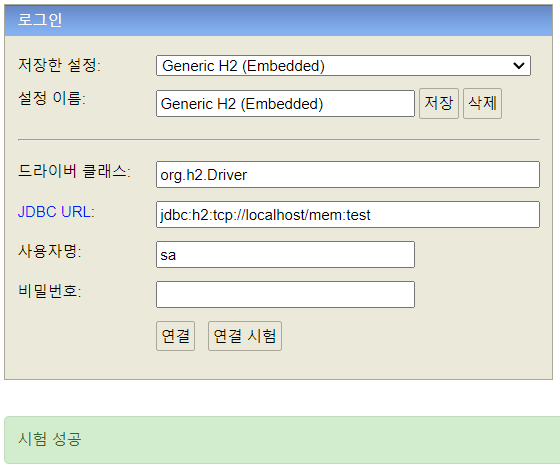 로그인
저장한 설정: Generic H2 (Embedded)
설정 이름: Generic H2 (Embedded) 저장 삭제
드라이버 클래스: org.h2.Driver
JDBC URL: jdbc:h2:tcp://localhost/mem:test
사용자명: sa
비밀번호:
연결 연결 시험
시험 성공